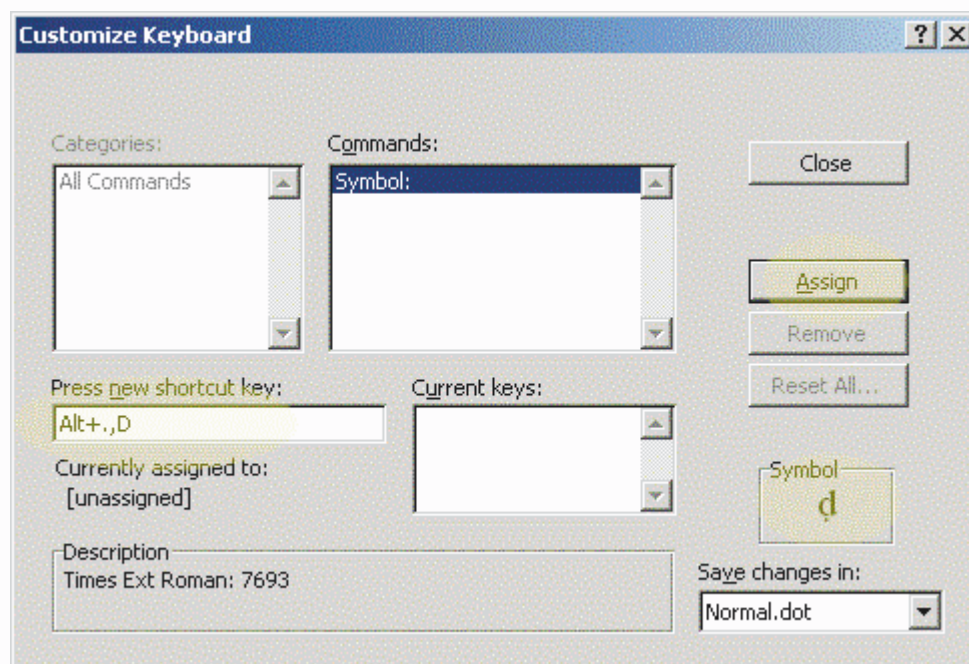 Customize Keyboard
Categories:
Commands:
All Commands
Symbol:
Close
Assign
Remove
Reset All...
Press new shortcut key:
Current keys:
Alt+.,D
Currently assigned to:
[unassigned]
Symbol
ḍ
Description
Times Ext Roman: 7693
Save changes in:
Normal.dot